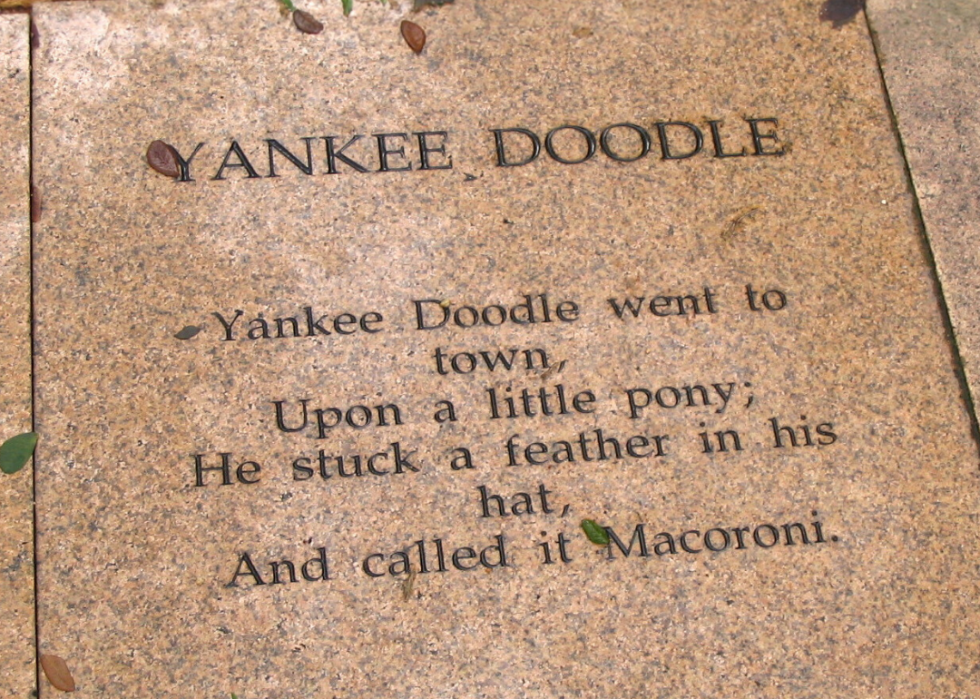 YANKEE DOODLE
Yankee Doodle went to
town,
Upon a little pony;
He stuck a feather in his
hat,
And called it Macoroni.